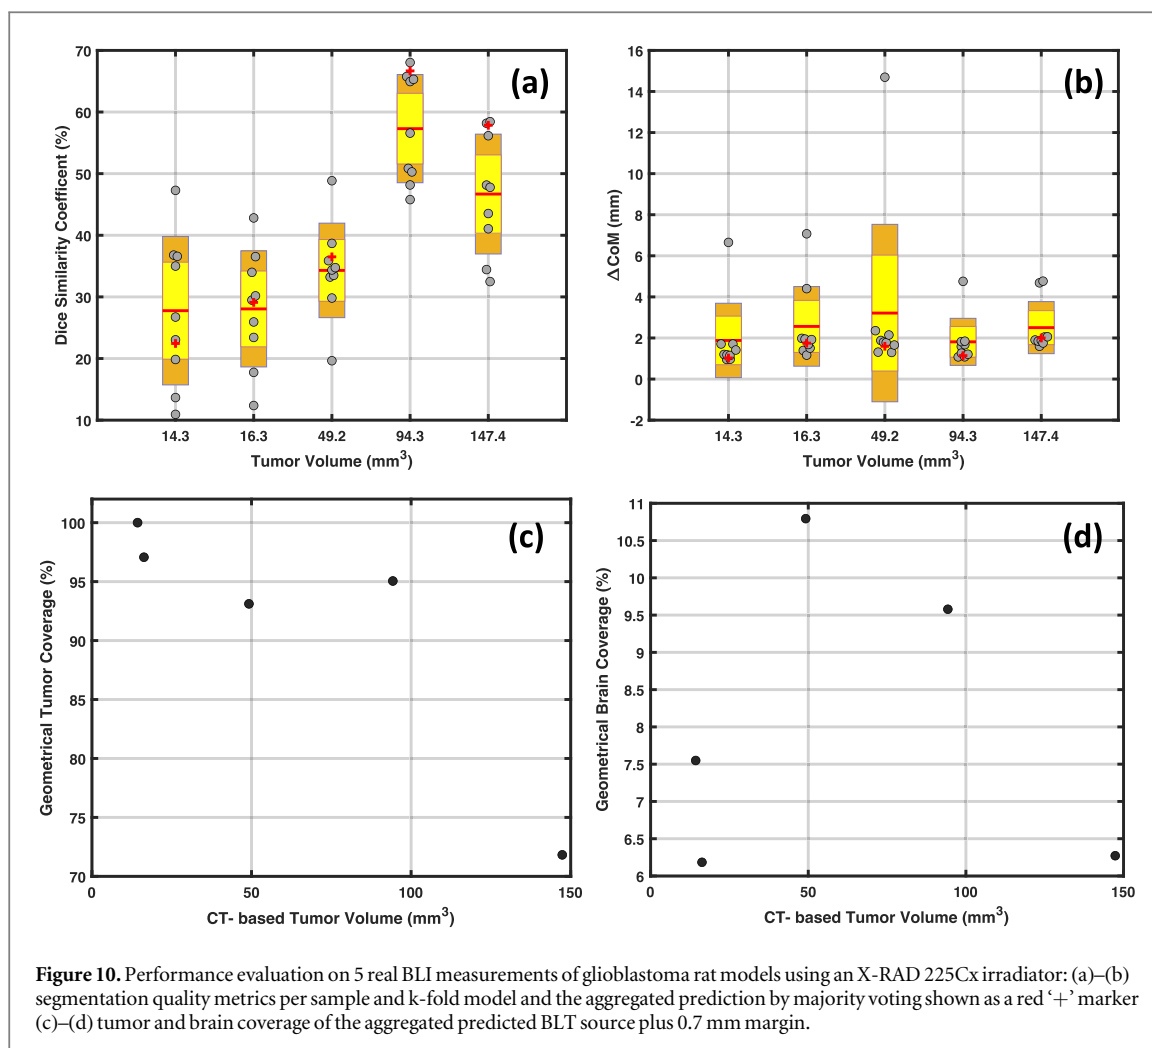 70
60
50
40
30
20
10
Dice Similarity Coefficent (%)
(a)
14.3 16.3 49.2 94.3 147.4
Tumor Volume (mm3)
16
14
12
10
8
6
4
2
0
-2
ΔCoM (mm)
(b)
14.3 16.3 49.2 94.3 147.4
Tumor Volume (mm3)
100
95
90
85
80
75
70
Geometrical Tumor Coverage (%)
(c)
0 50 100 150
CT- based Tumor Volume (mm3)
11
10.5
10
9.5
9
8.5
8
7.5
7
6.5
6
Geometrical Brain Coverage (%)
(d)
0 50 100 150
CT- based Tumor Volume (mm3)
Figure 10. Performance evaluation on 5 real BLI measurements of glioblastoma rat models using an X-RAD 225Cx irradiator: (a)–(b)
segmentation quality metrics per sample and k-fold model and the aggregated prediction by majority voting shown as a red ‘+’ marker
(c)–(d) tumor and brain coverage of the aggregated predicted BLT source plus 0.7 mm margin.